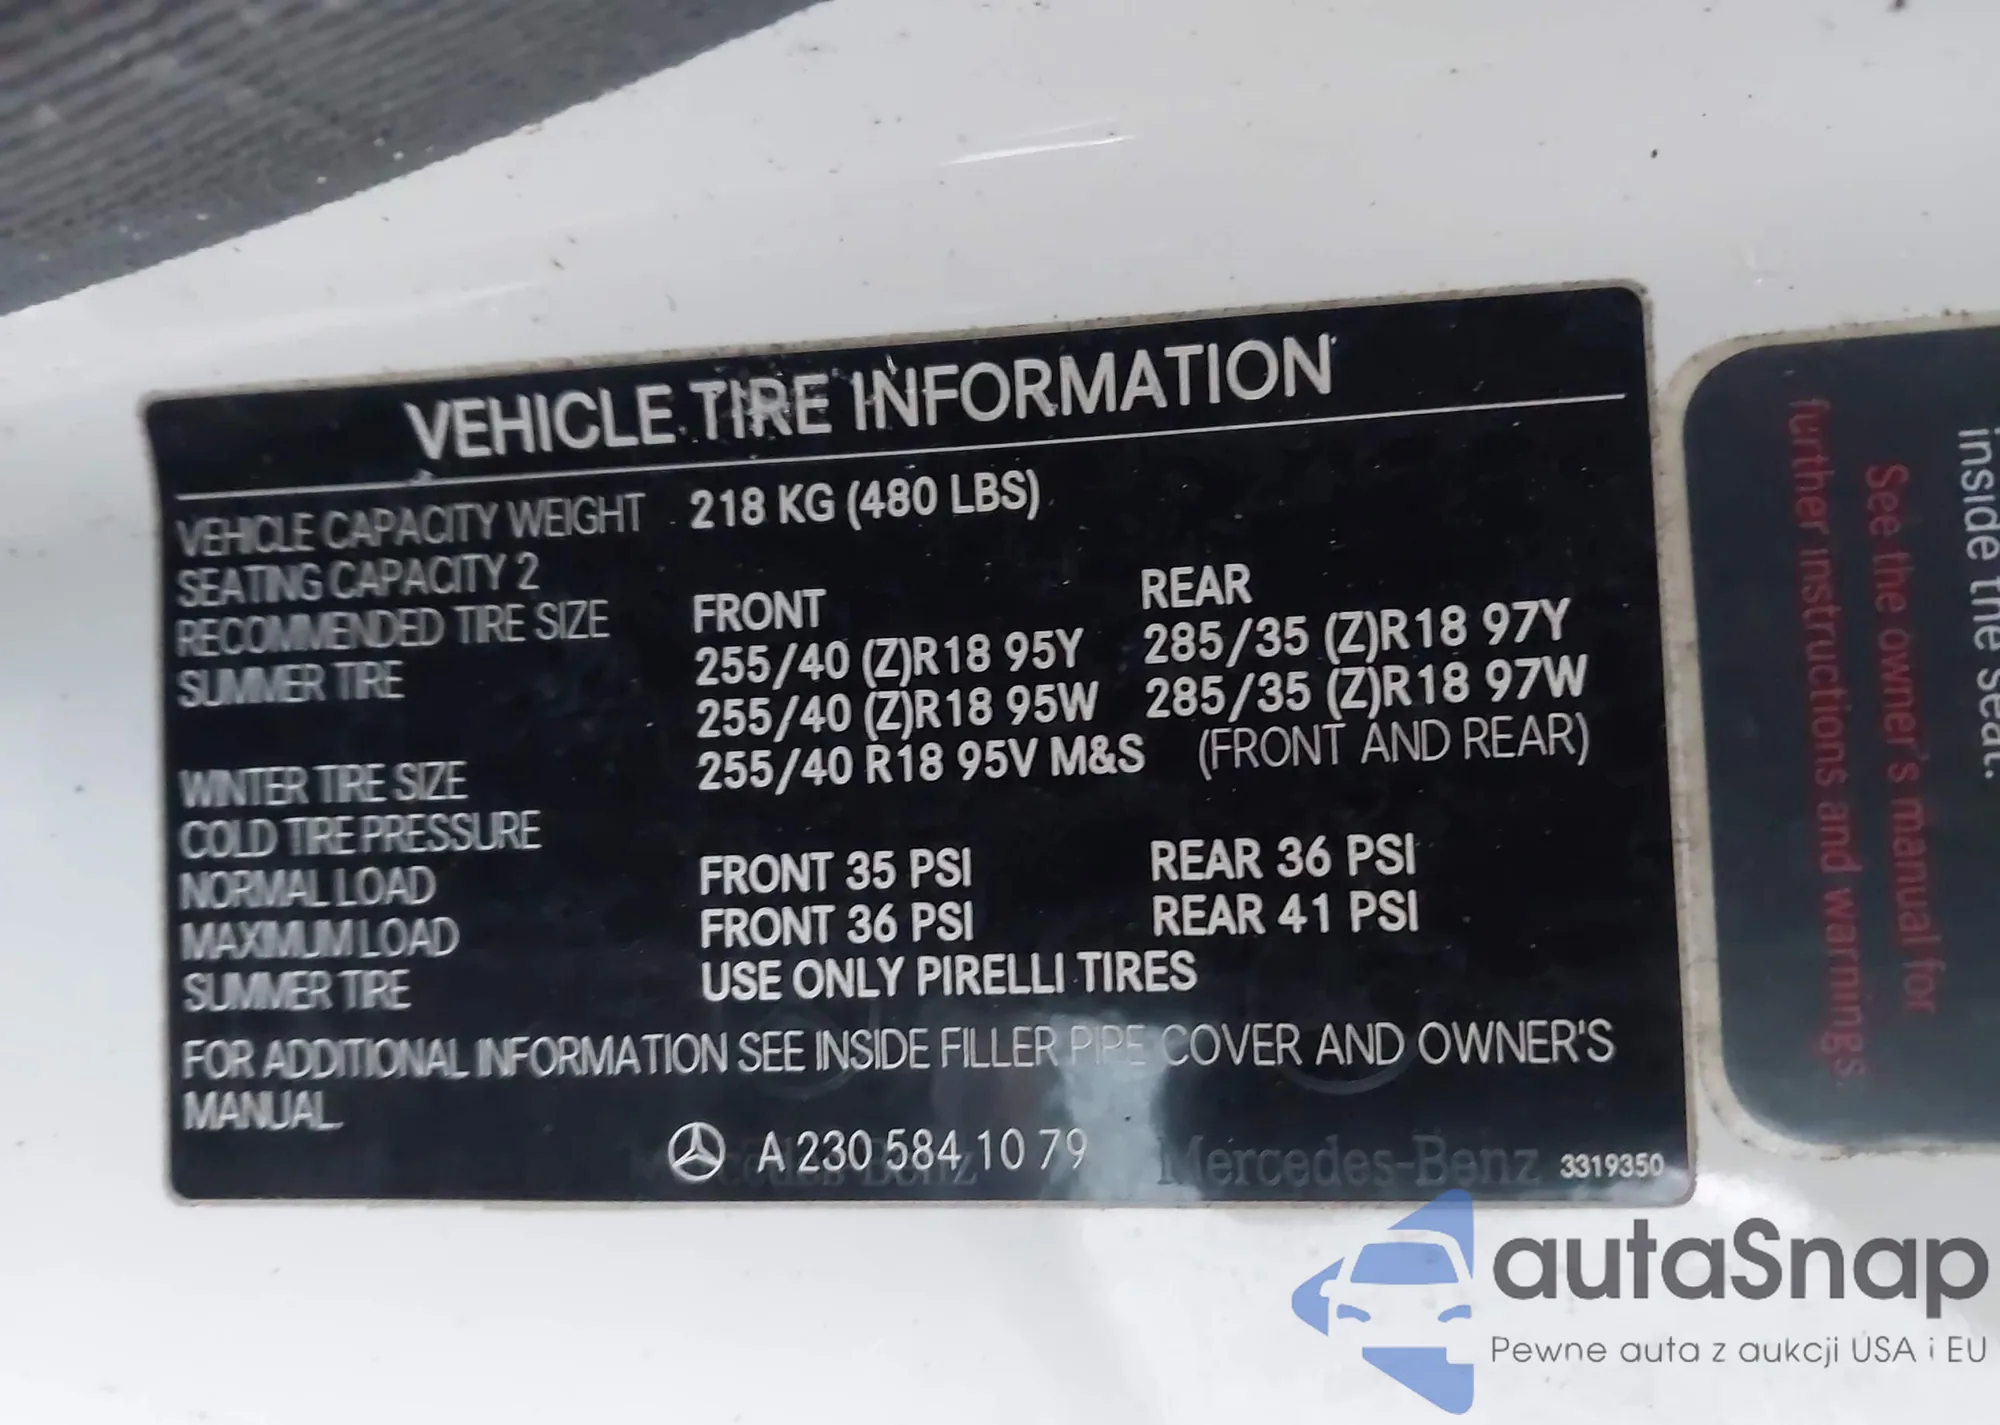 VEHICLE TIRE INFORMATION
VEHICLE CAPACITY WEIGHT 218 KG (480 LBS)
SEATING CAPACITY 2
RECOMMENDED TIRE SIZE FRONT REAR
SUMMER TIRE 255/40 (Z)R18 95Y 285/35 (Z)R18 97Y
255/40 (Z)R18 95W 285/35 (Z)R18 97W
WINTER TIRE SIZE 255/40 R18 95V M&S (FRONT AND REAR)
COLD TIRE PRESSURE
NORMAL LOAD FRONT 35 PSI REAR 36 PSI
MAXIMUM LOAD FRONT 36 PSI REAR 41 PSI
SUMMER TIRE USE ONLY PIRELLI TIRES
FOR ADDITIONAL INFORMATION SEE INSIDE FILLER PIPE COVER AND OWNER'S
MANUAL
A 230 584 10 79
Mercedes-Benz
3319350
inside the seat.
See the owner's manual for
further instructions and warnings.
autaSnap
Pewne auta z aukcji USA i EU